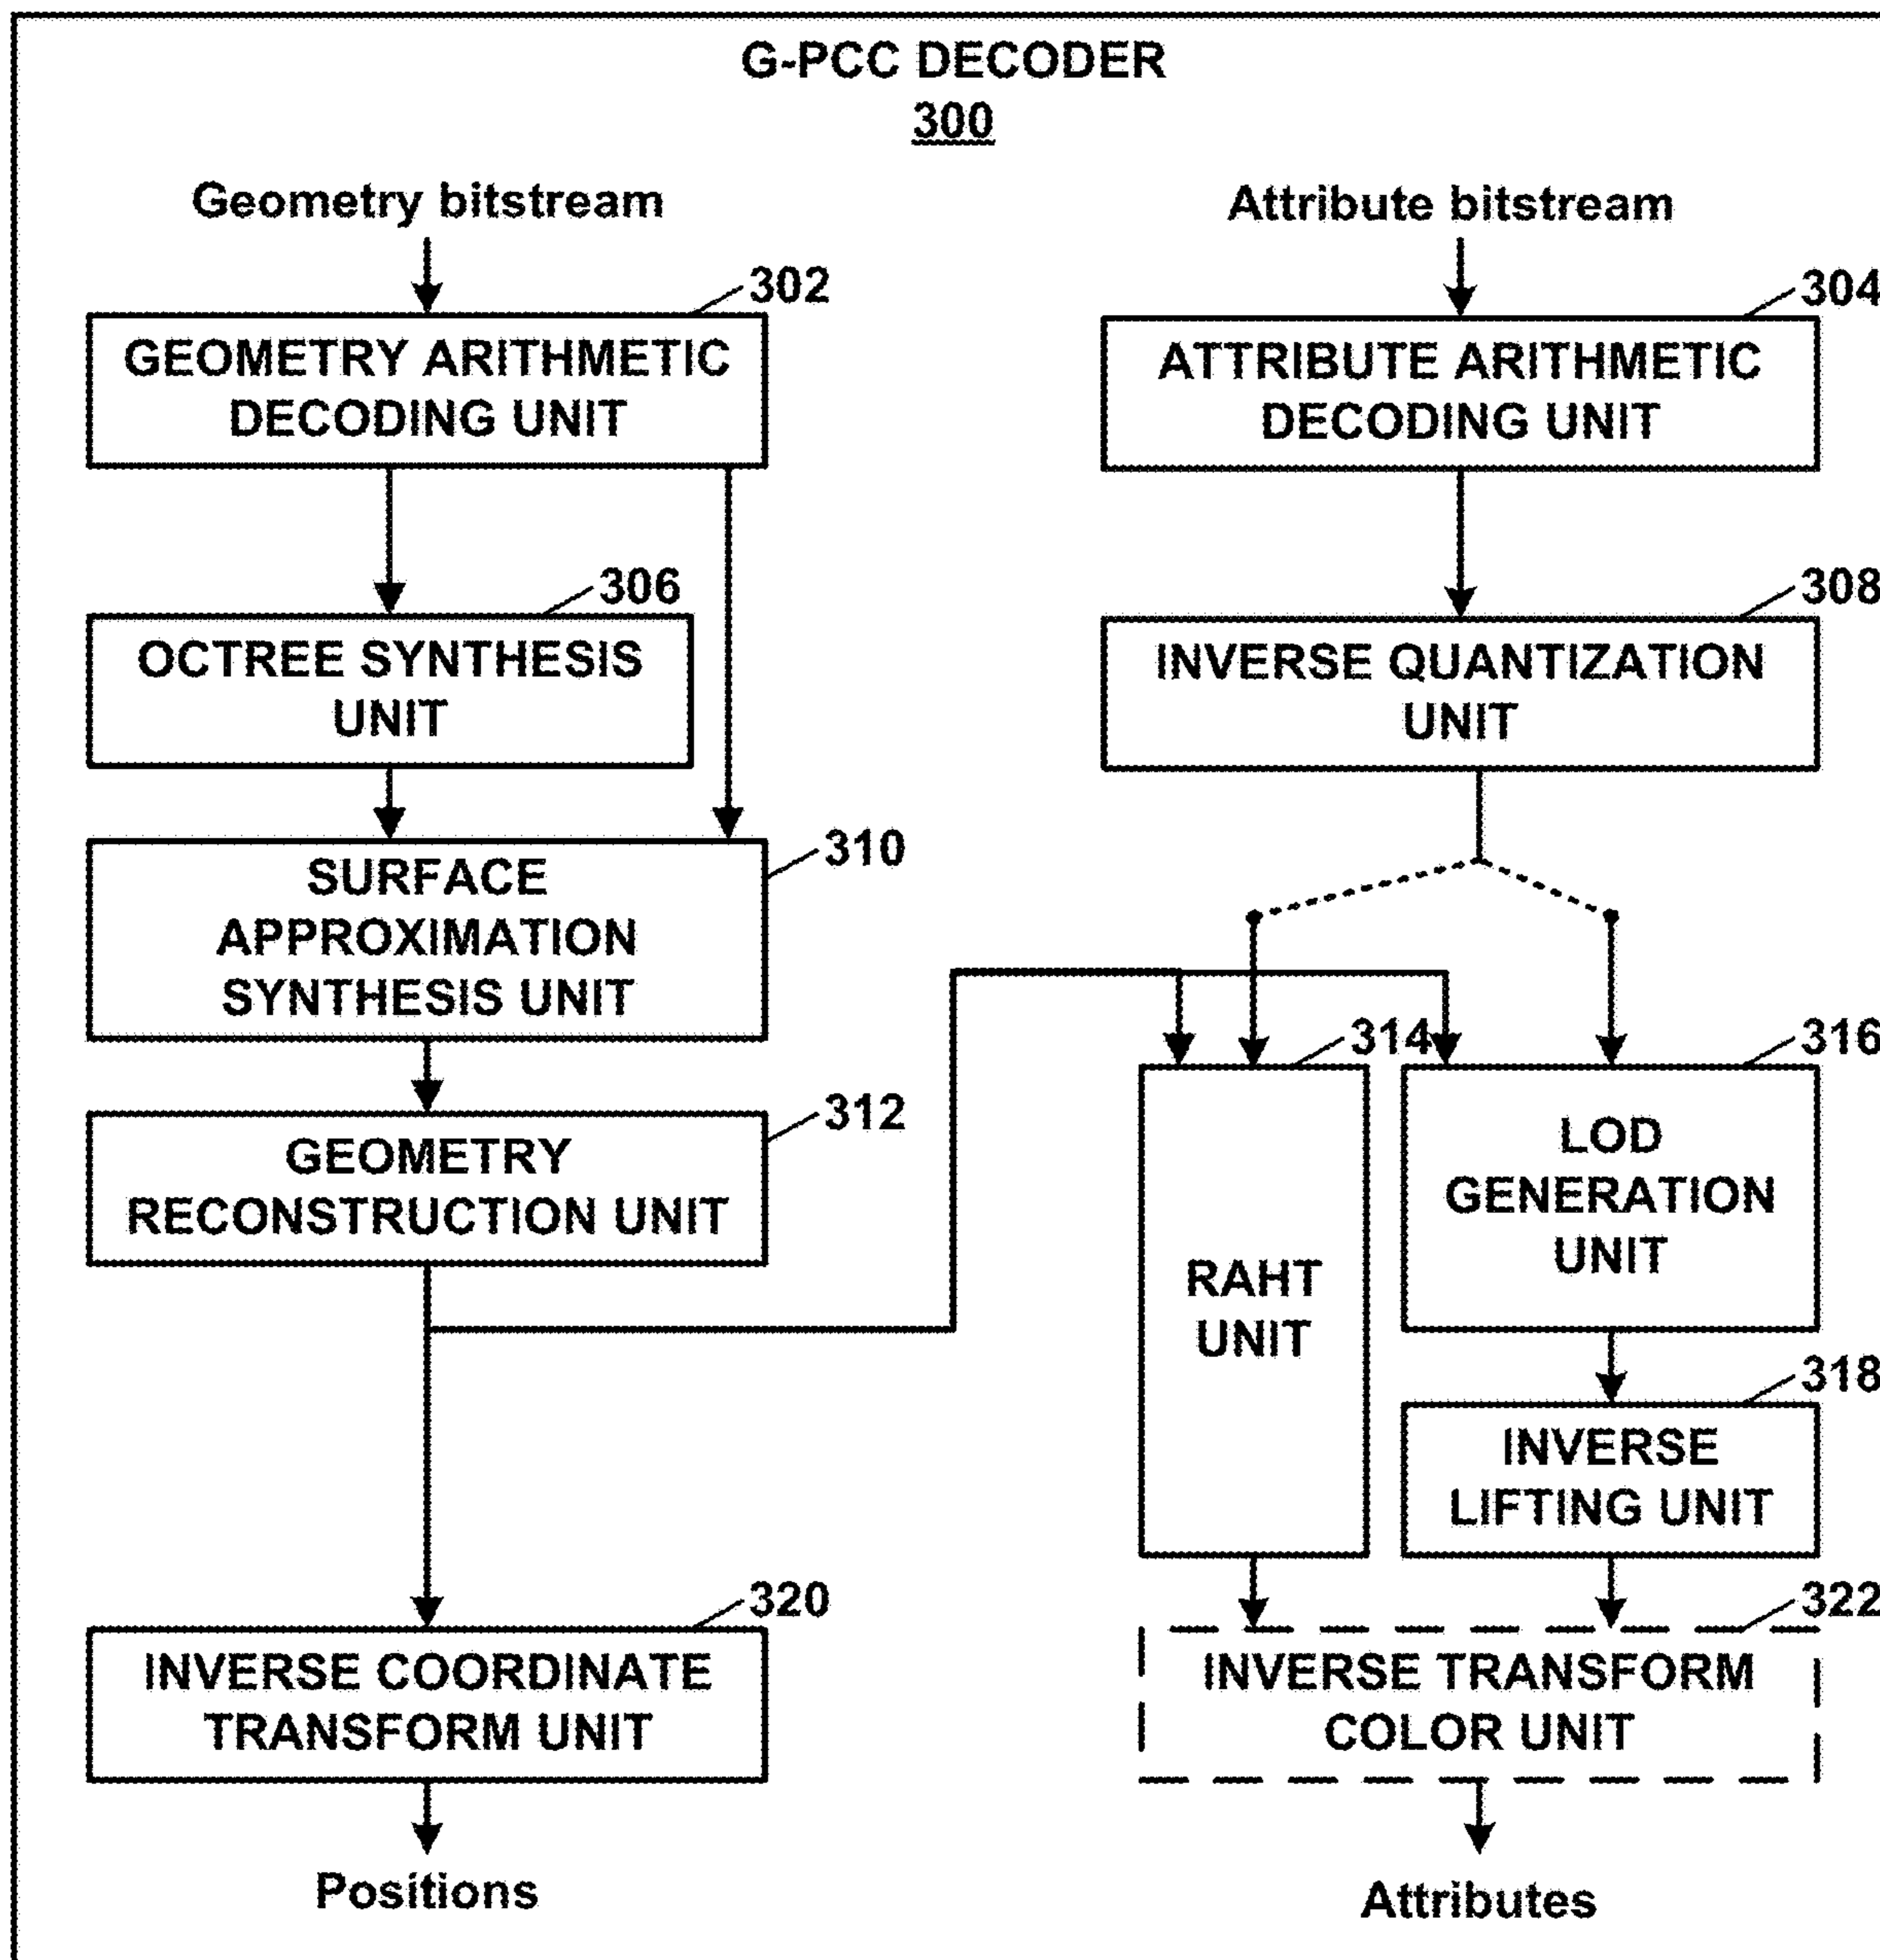 G-PCC DECODER
300
Geometry bitstream
Attribute bitstream
302
304
GEOMETRY ARITHMETIC
DECODING UNIT
ATTRIBUTE ARITHMETIC
DECODING UNIT
306
308
OCTREE SYNTHESIS
UNIT
INVERSE QUANTIZATION
UNIT
310
SURFACE
APPROXIMATION
SYNTHESIS UNIT
314
316
312
GEOMETRY
RECONSTRUCTION UNIT
RAHT
UNIT
LOD
GENERATION
UNIT
318
INVERSE
LIFTING UNIT
320
322
INVERSE COORDINATE
TRANSFORM UNIT
INVERSE TRANSFORM
COLOR UNIT
Positions
Attributes